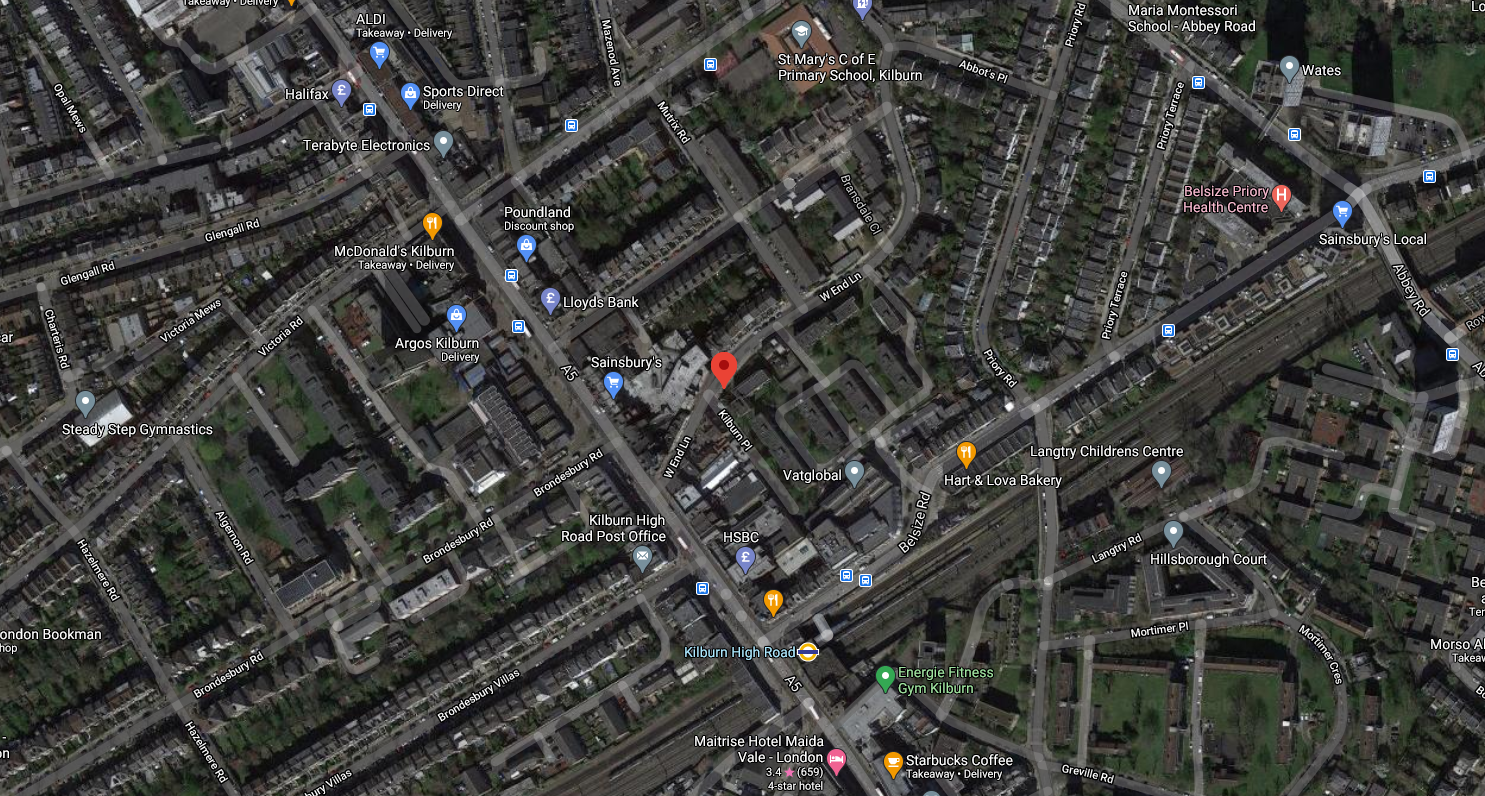 Takeaway • Delivery
ALDI
Takeaway • Delivery
Maria Montessori
School - Abbey Road
Priory Rd
Mazenod Ave
St Mary's C of E
Primary School, Kilburn
Abbot's Pl
Wates
Opal Mews
Halifax
Sports Direct
Delivery
Mutrix Rd
Priory Terrace
Terabyte Electronics
Bransdale Cl
Belsize Priory
Health Centre
Glengall Rd
Poundland
Discount shop
Sainsbury's Local
McDonald's Kilburn
Takeaway • Delivery
Glengall Rd
W End Ln
Abbey Rd
Victoria Mews
Lloyds Bank
Priory Terrace
Charteris Rd
Victoria Rd
Argos Kilburn
Delivery
A5
Sainsbury's
Priory Rd
Steady Step Gymnastics
Kilburn Pl
W End Ln
Langtry Childrens Centre
Vatglobal
Hart & Lova Bakery
Brondesbury Rd
Kilburn High
Road Post Office
HSBC
Belsize Rd
Algernon Rd
Brondesbury Rd
Langtry Rd
Hillsborough Court
Hazelmere Rd
ondon Bookman
hop
Mortimer Pl
Mortimer Cres
Kilburn High Road
Brondesbury Rd
Brondesbury Villas
A5
Energie Fitness
Gym Kilburn
Morso A
Takeaw
Hazelmere Rd
Maitrise Hotel Maida
Vale - London
3.4 ★ (659)
4-star hotel
Starbucks Coffee
Takeaway • Delivery
Greville Rd
bury Villas